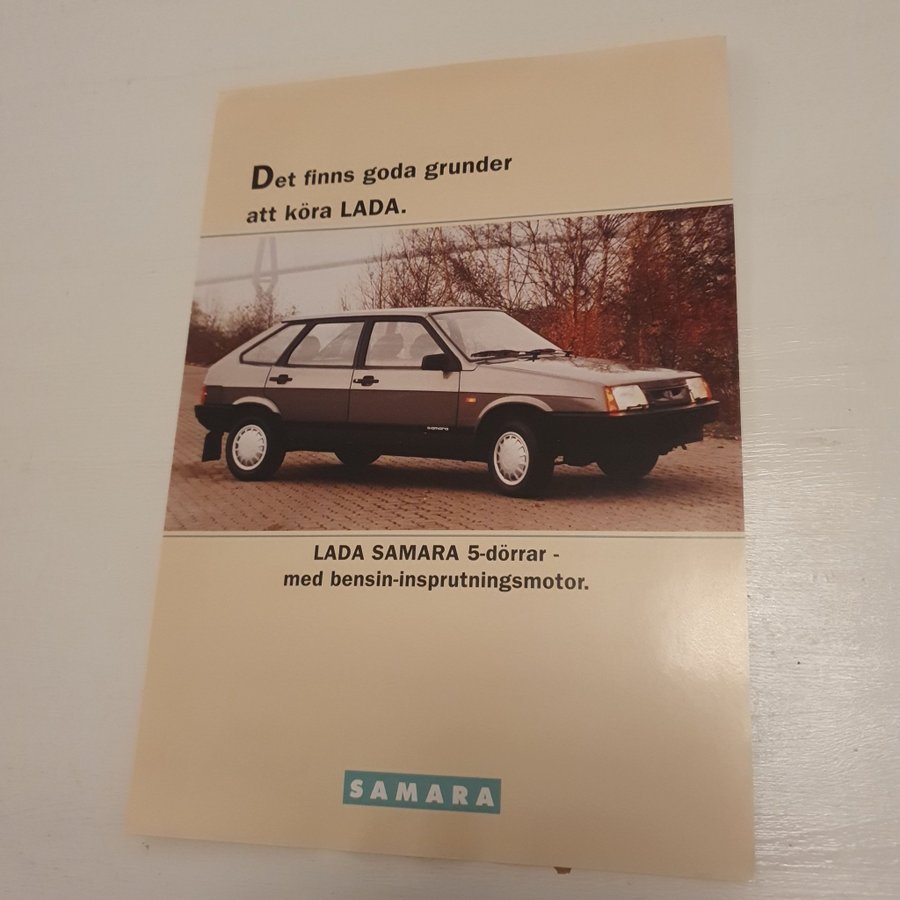 Det finns goda grunder
att köra LADA.
samara
LADA SAMARA 5-dörrar -
med bensin-insprutningsmotor.
SAMARA